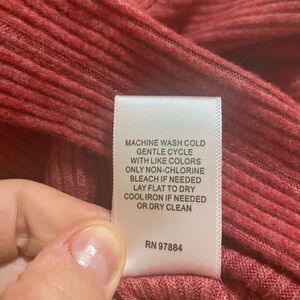 MACHINE WASH COLD
GENTLE CYCLE
WITH LIKE COLORS
ONLY NON-CHLORINE
BLEACH IF NEEDED
LAY FLAT TO DRY
COOL IRON IF NEEDED
OR DRY CLEAN
RN 97884